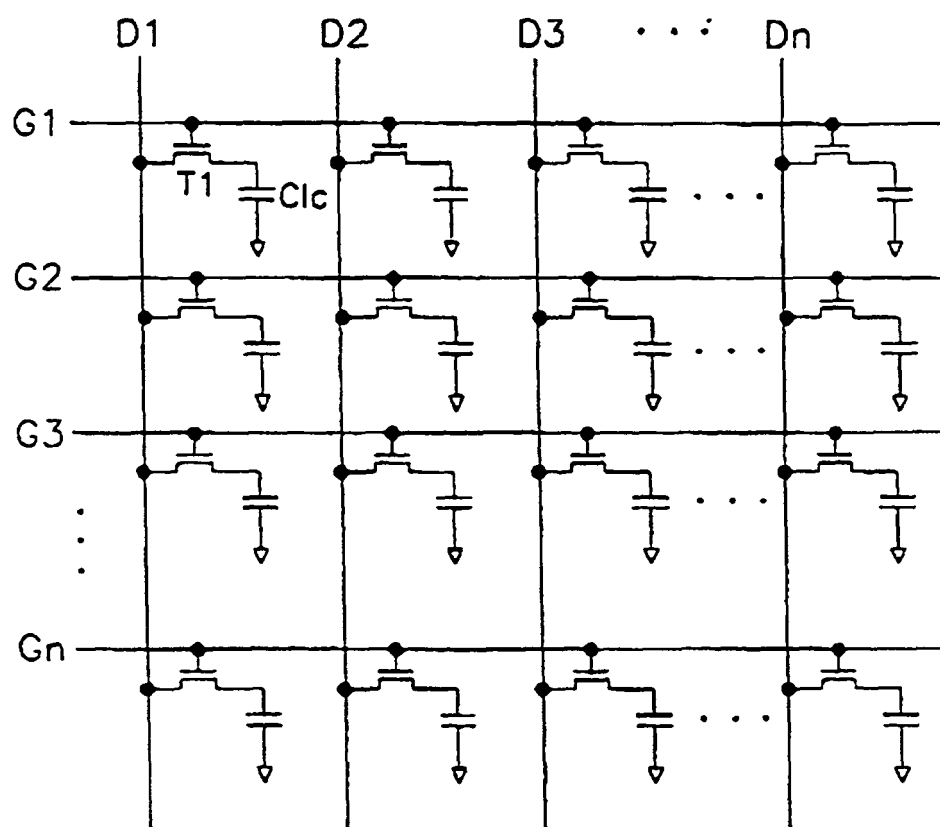 D1 D2 D3 . . . Dn
G1
T1 Clc
. . .
G2
. . .
G3
. . .
. . .
Gn
. . .